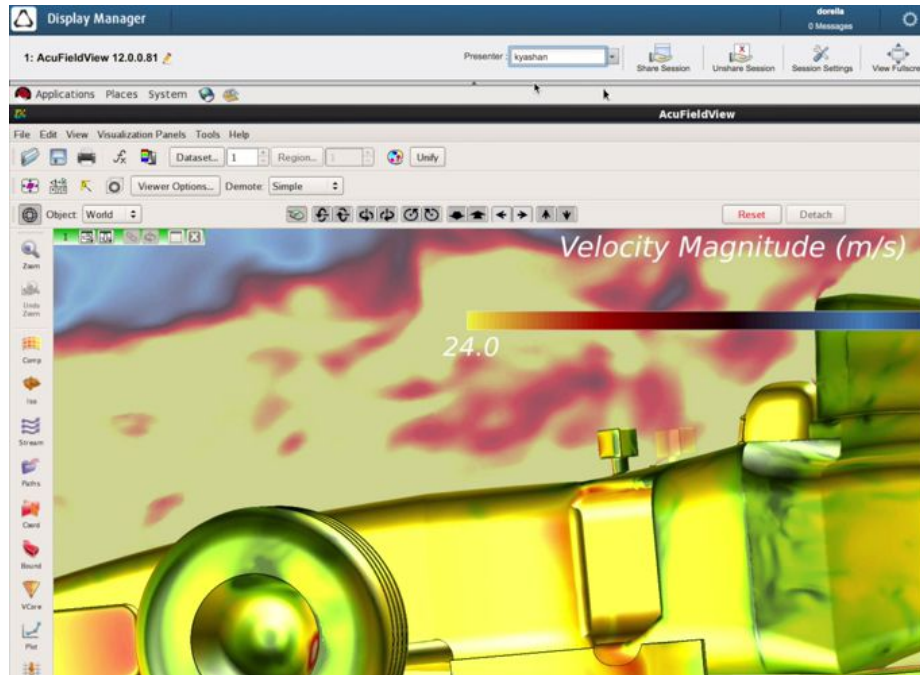 Display Manager
dorella
0 Messages
1: AcuFieldView 12.0.0.81
Presenter : kyashan
Share Session
Unshare Session
Session Settings
View Fullscre
Applications Places System
AcuFieldView
File Edit View Visualization Panels Tools Help
Dataset... 1 Region... 1 Unify
Viewer Options... Demote: Simple
Object: World Reset Detach
1
Zoom
Undo
Zoom
Comp
Iso
Stream
Paths
Coord
Bound
VCore
Plot
Velocity Magnitude (m/s)
24.0